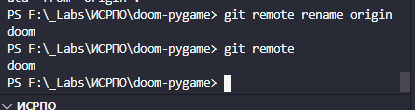 PS F:\_Labs\ИСРПО\doom-pygame> git remote rename origin
doom
PS F:\_Labs\ИСРПО\doom-pygame> git remote
doom
PS F:\_Labs\ИСРПО\doom-pygame>
ИСРПО